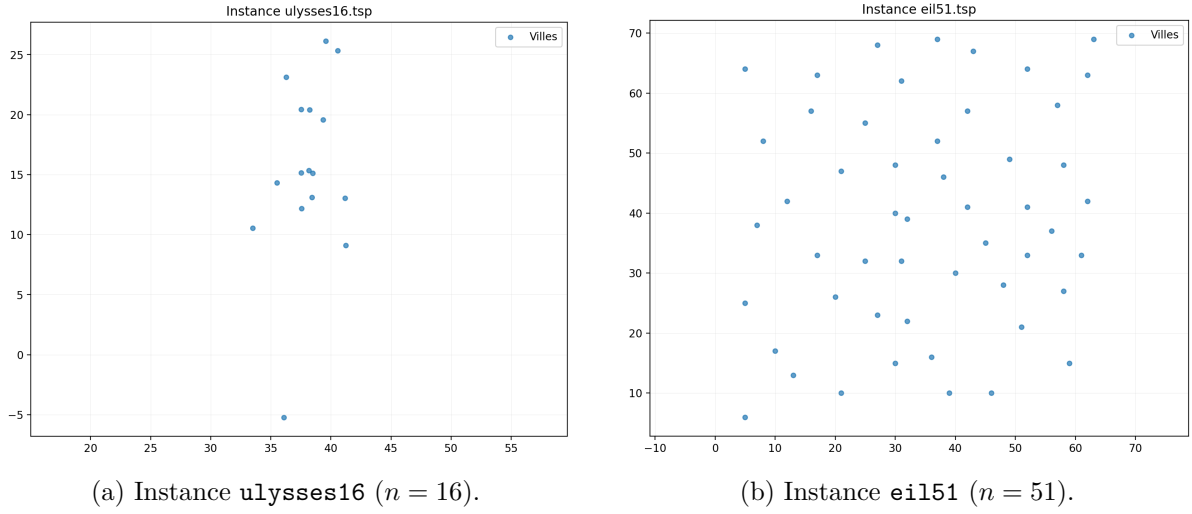 Instance ulysses16.tsp
Villes
25
20
15
10
5
0
−5
20 25 30 35 40 45 50 55
(a) Instance ulysses16 (n = 16).
Instance eil51.tsp
Villes
70
60
50
40
30
20
10
−10 0 10 20 30 40 50 60 70
(b) Instance eil51 (n = 51).